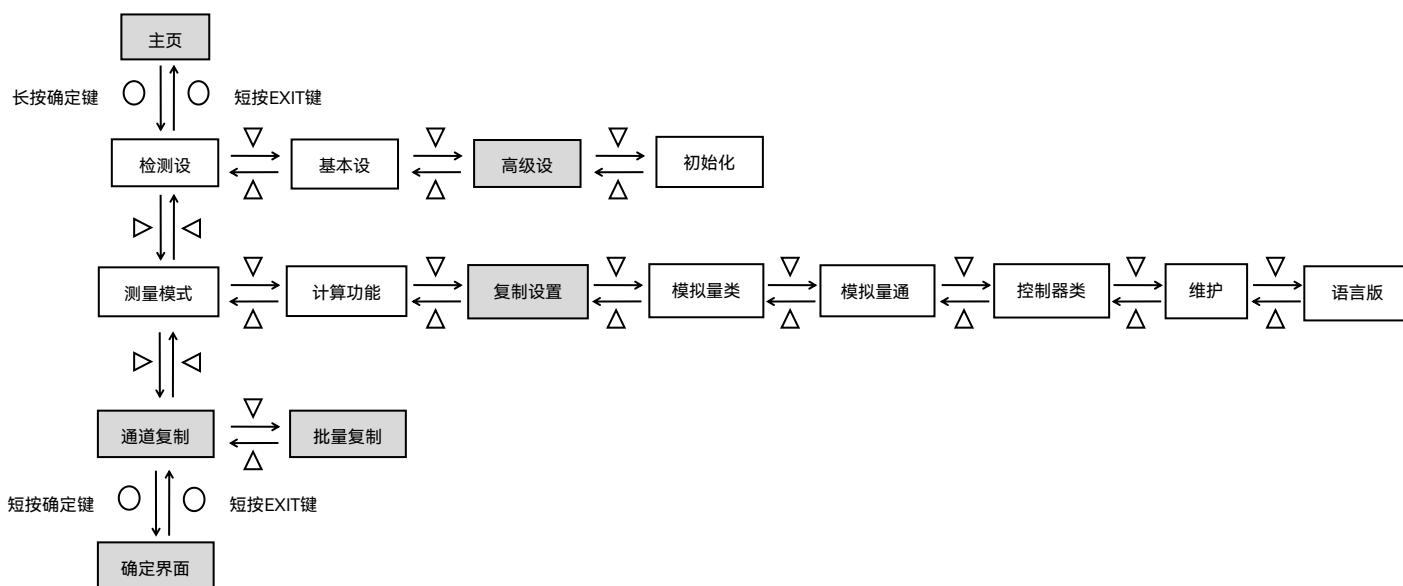 主页
长按确定键
短按EXIT键
检测设
基本设
高级设
初始化
测量模式
计算功能
复制设置
模拟量类
模拟量通
控制器类
维护
语言版
通道复制
批量复制
短按确定键
短按EXIT键
确定界面